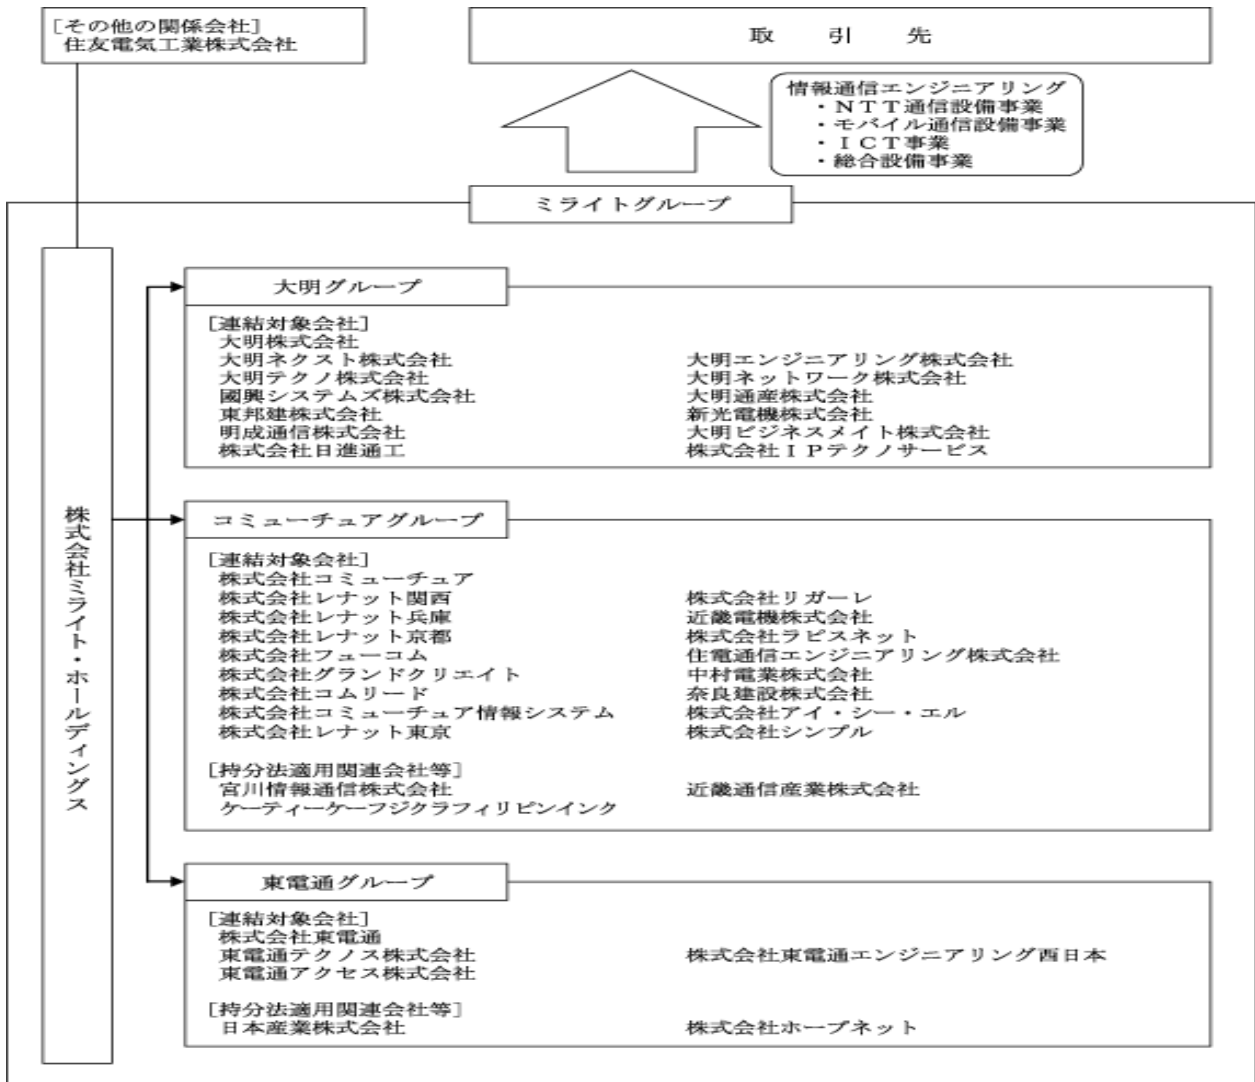 [その他の関係会社]
住友電気工業株式会社
取 引 先
情報通信エンジニアリング
・NTT通信設備事業
・モバイル通信設備事業
・ICT事業
・総合設備事業
ミライトグループ
株式会社ミライト・ホールディングス
大明グループ
[連結対象会社]
大明株式会社
大明ネクスト株式会社 大明エンジニアリング株式会社
大明テクノ株式会社 大明ネットワーク株式会社
國興システムズ株式会社 大明通産株式会社
東邦建株式会社 新光電機株式会社
明成通信株式会社 大明ビジネスメイト株式会社
株式会社日進通工 株式会社IPテクノサービス
コミューチュアグループ
[連結対象会社]
株式会社コミューチュア
株式会社レナット関西 株式会社リガーレ
株式会社レナット兵庫 近畿電機株式会社
株式会社レナット京都 株式会社ラピスネット
株式会社フューコム 住電通信エンジニアリング株式会社
株式会社グランドクリエイト 中村電業株式会社
株式会社コムリード 奈良建設株式会社
株式会社コミューチュア情報システム 株式会社アイ・シー・エル
株式会社レナット東京 株式会社シンプル
[持分法適用関連会社等]
宮川情報通信株式会社 近畿通信産業株式会社
ケーティーケーフジクラフィリピンインク
東電通グループ
[連結対象会社]
株式会社東電通
東電通テクノス株式会社 株式会社東電通エンジニアリング西日本
東電通アクセス株式会社
[持分法適用関連会社等]
日本産業株式会社 株式会社ホープネット